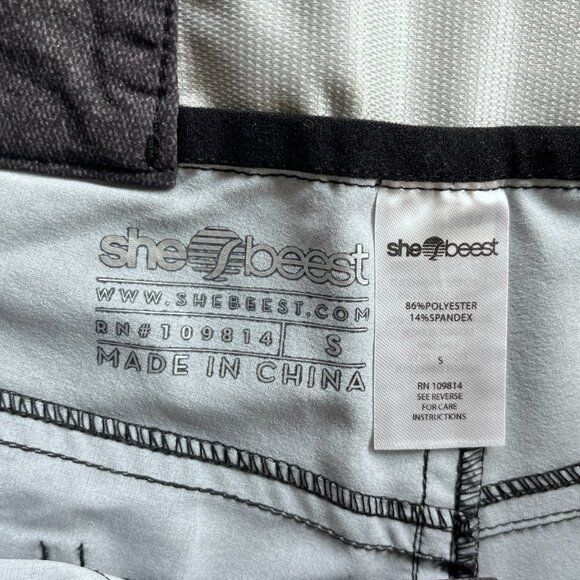 she beest
WWW.SHEBEEST.COM
RN# 109814 S
MADE IN CHINA
she beest
86%POLYESTER
14%SPANDEX
S
RN 109814
SEE REVERSE
FOR CARE
INSTRUCTIONS